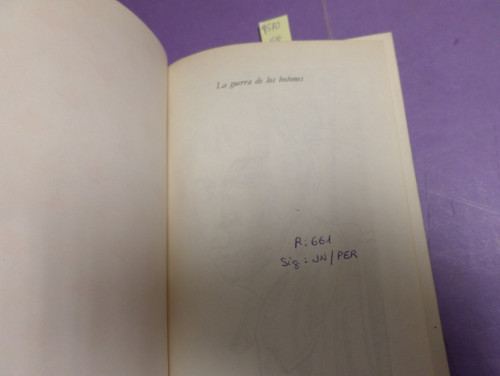 La guerra de los botones
R:661
Sig: JN/PER